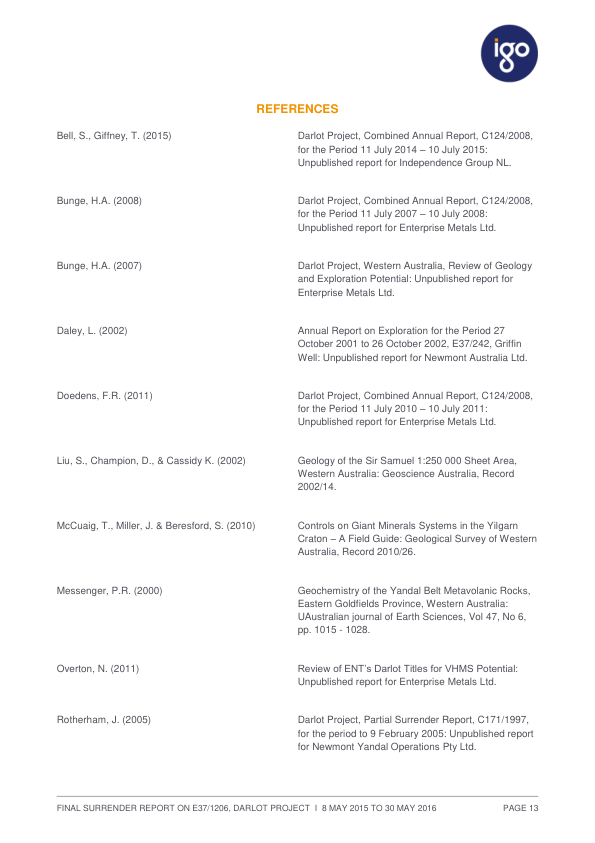 igo
REFERENCES
Bell, S., Giffney, T. (2015)
Darlot Project, Combined Annual Report, C124/2008,
for the Period 11 July 2014 – 10 July 2015:
Unpublished report for Independence Group NL.
Bunge, H.A. (2008)
Darlot Project, Combined Annual Report, C124/2008,
for the Period 11 July 2007 – 10 July 2008:
Unpublished report for Enterprise Metals Ltd.
Bunge, H.A. (2007)
Darlot Project, Western Australia, Review of Geology
and Exploration Potential: Unpublished report for
Enterprise Metals Ltd.
Daley, L. (2002)
Annual Report on Exploration for the Period 27
October 2001 to 26 October 2002, E37/242, Griffin
Well: Unpublished report for Newmont Australia Ltd.
Doedens, F.R. (2011)
Darlot Project, Combined Annual Report, C124/2008,
for the Period 11 July 2010 – 10 July 2011:
Unpublished report for Enterprise Metals Ltd.
Liu, S., Champion, D., & Cassidy K. (2002)
Geology of the Sir Samuel 1:250 000 Sheet Area,
Western Australia: Geoscience Australia, Record
2002/14.
McCuaig, T., Miller, J. & Beresford, S. (2010)
Controls on Giant Minerals Systems in the Yilgarn
Craton – A Field Guide: Geological Survey of Western
Australia, Record 2010/26.
Messenger, P.R. (2000)
Geochemistry of the Yandal Belt Metavolanic Rocks,
Eastern Goldfields Province, Western Australia:
UAustralian journal of Earth Sciences, Vol 47, No 6,
pp. 1015 - 1028.
Overton, N. (2011)
Review of ENT’s Darlot Titles for VHMS Potential:
Unpublished report for Enterprise Metals Ltd.
Rotherham, J. (2005)
Darlot Project, Partial Surrender Report, C171/1997,
for the period to 9 February 2005: Unpublished report
for Newmont Yandal Operations Pty Ltd.
FINAL SURRENDER REPORT ON E37/1206, DARLOT PROJECT I 8 MAY 2015 TO 30 MAY 2016 PAGE 13